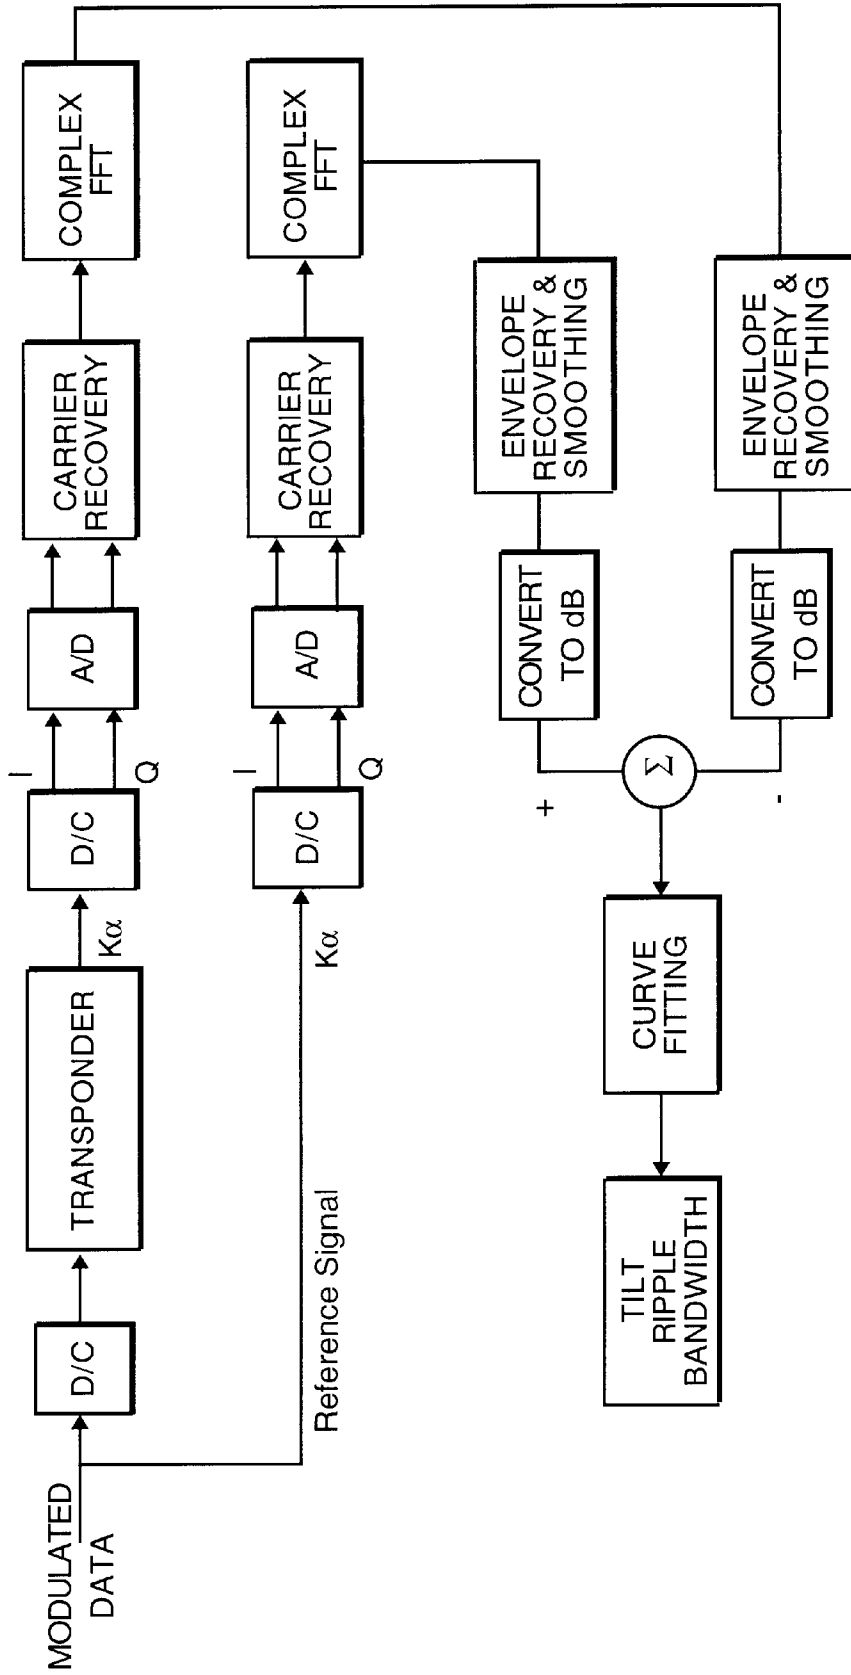 MODULATED
DATA
D/C
TRANSPONDER
Kα
D/C
I
Q
A/D
CARRIER
RECOVERY
COMPLEX
FFT
Reference Signal
Kα
D/C
I
Q
A/D
CARRIER
RECOVERY
COMPLEX
FFT
ENVELOPE
RECOVERY &
SMOOTHING
CONVERT
TO dB
+
ENVELOPE
RECOVERY &
SMOOTHING
CONVERT
TO dB
-
Σ
CURVE
FITTING
TILT
RIPPLE
BANDWIDTH